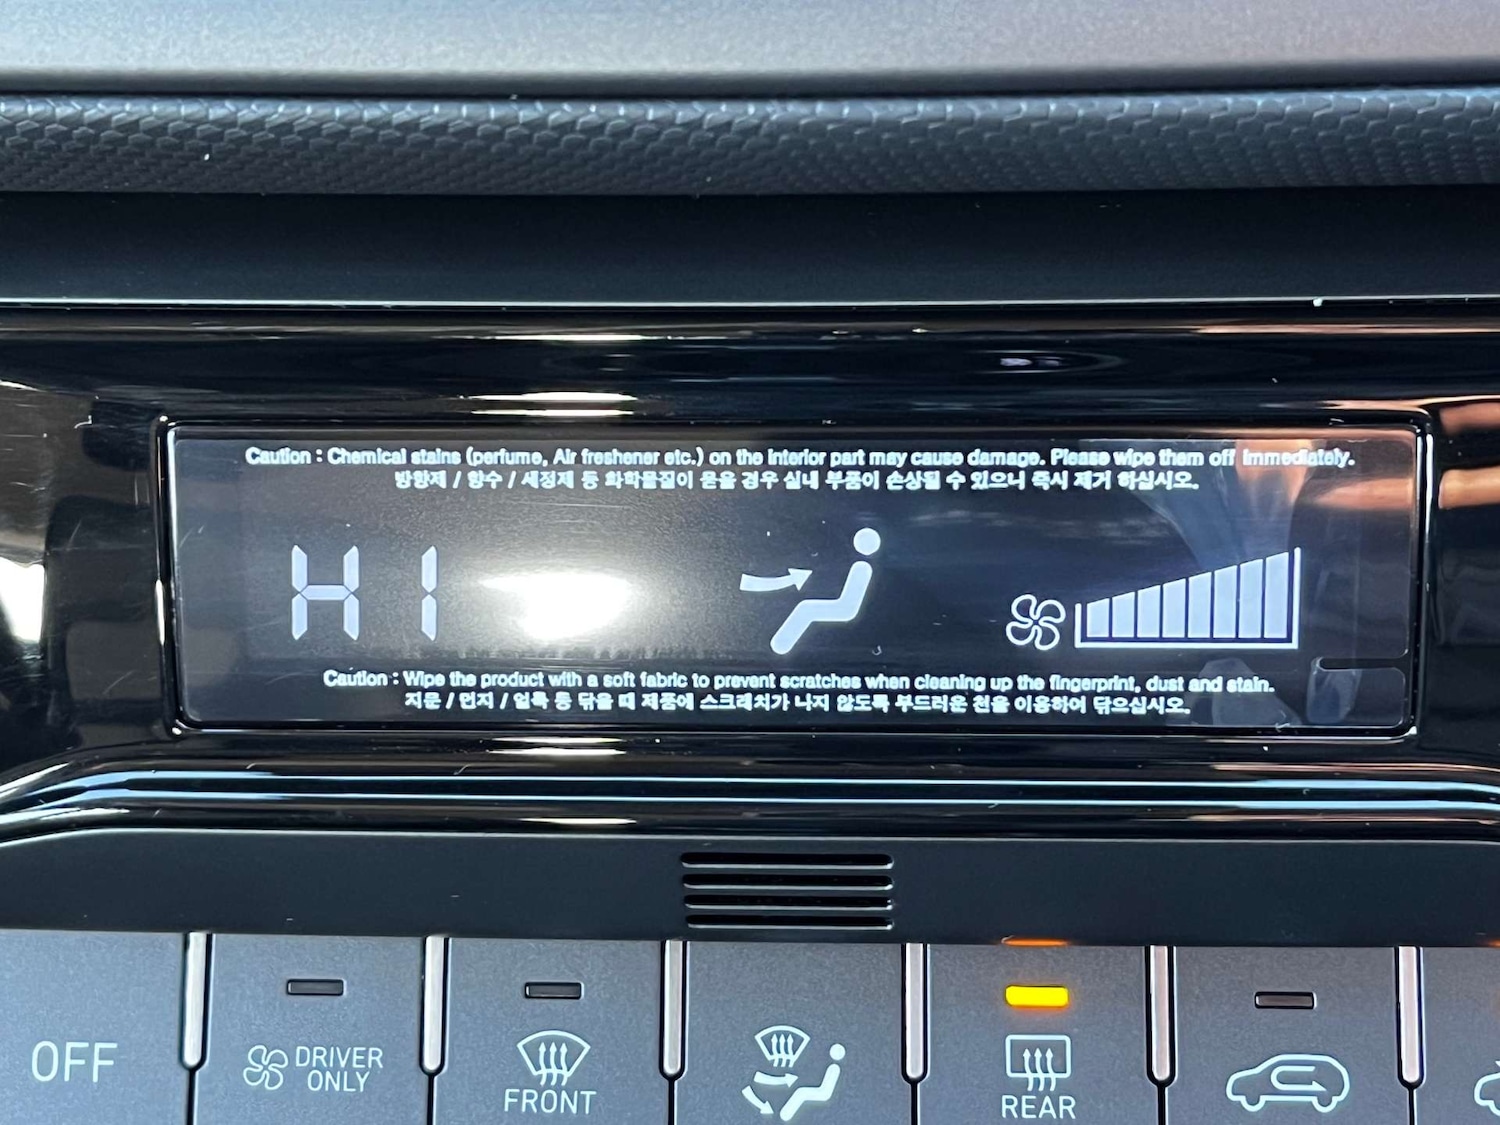 Caution : Chemical stains (perfume, Air freshener etc.) on the interior part may cause damage. Please wipe them off immediately.
방향제 / 향수 / 세정제 등 화학물질이 묻을 경우 실내 부품이 손상될 수 있으니 즉시 제거 하십시오.
HI
Caution : Wipe the product with a soft fabric to prevent scratches when cleaning up the fingerprint, dust and stain.
지문 / 먼지 / 얼룩 등 닦을 때 제품에 스크래치가 나지 않도록 부드러운 천을 이용하여 닦으십시오.
OFF
DRIVER
ONLY
FRONT
REAR